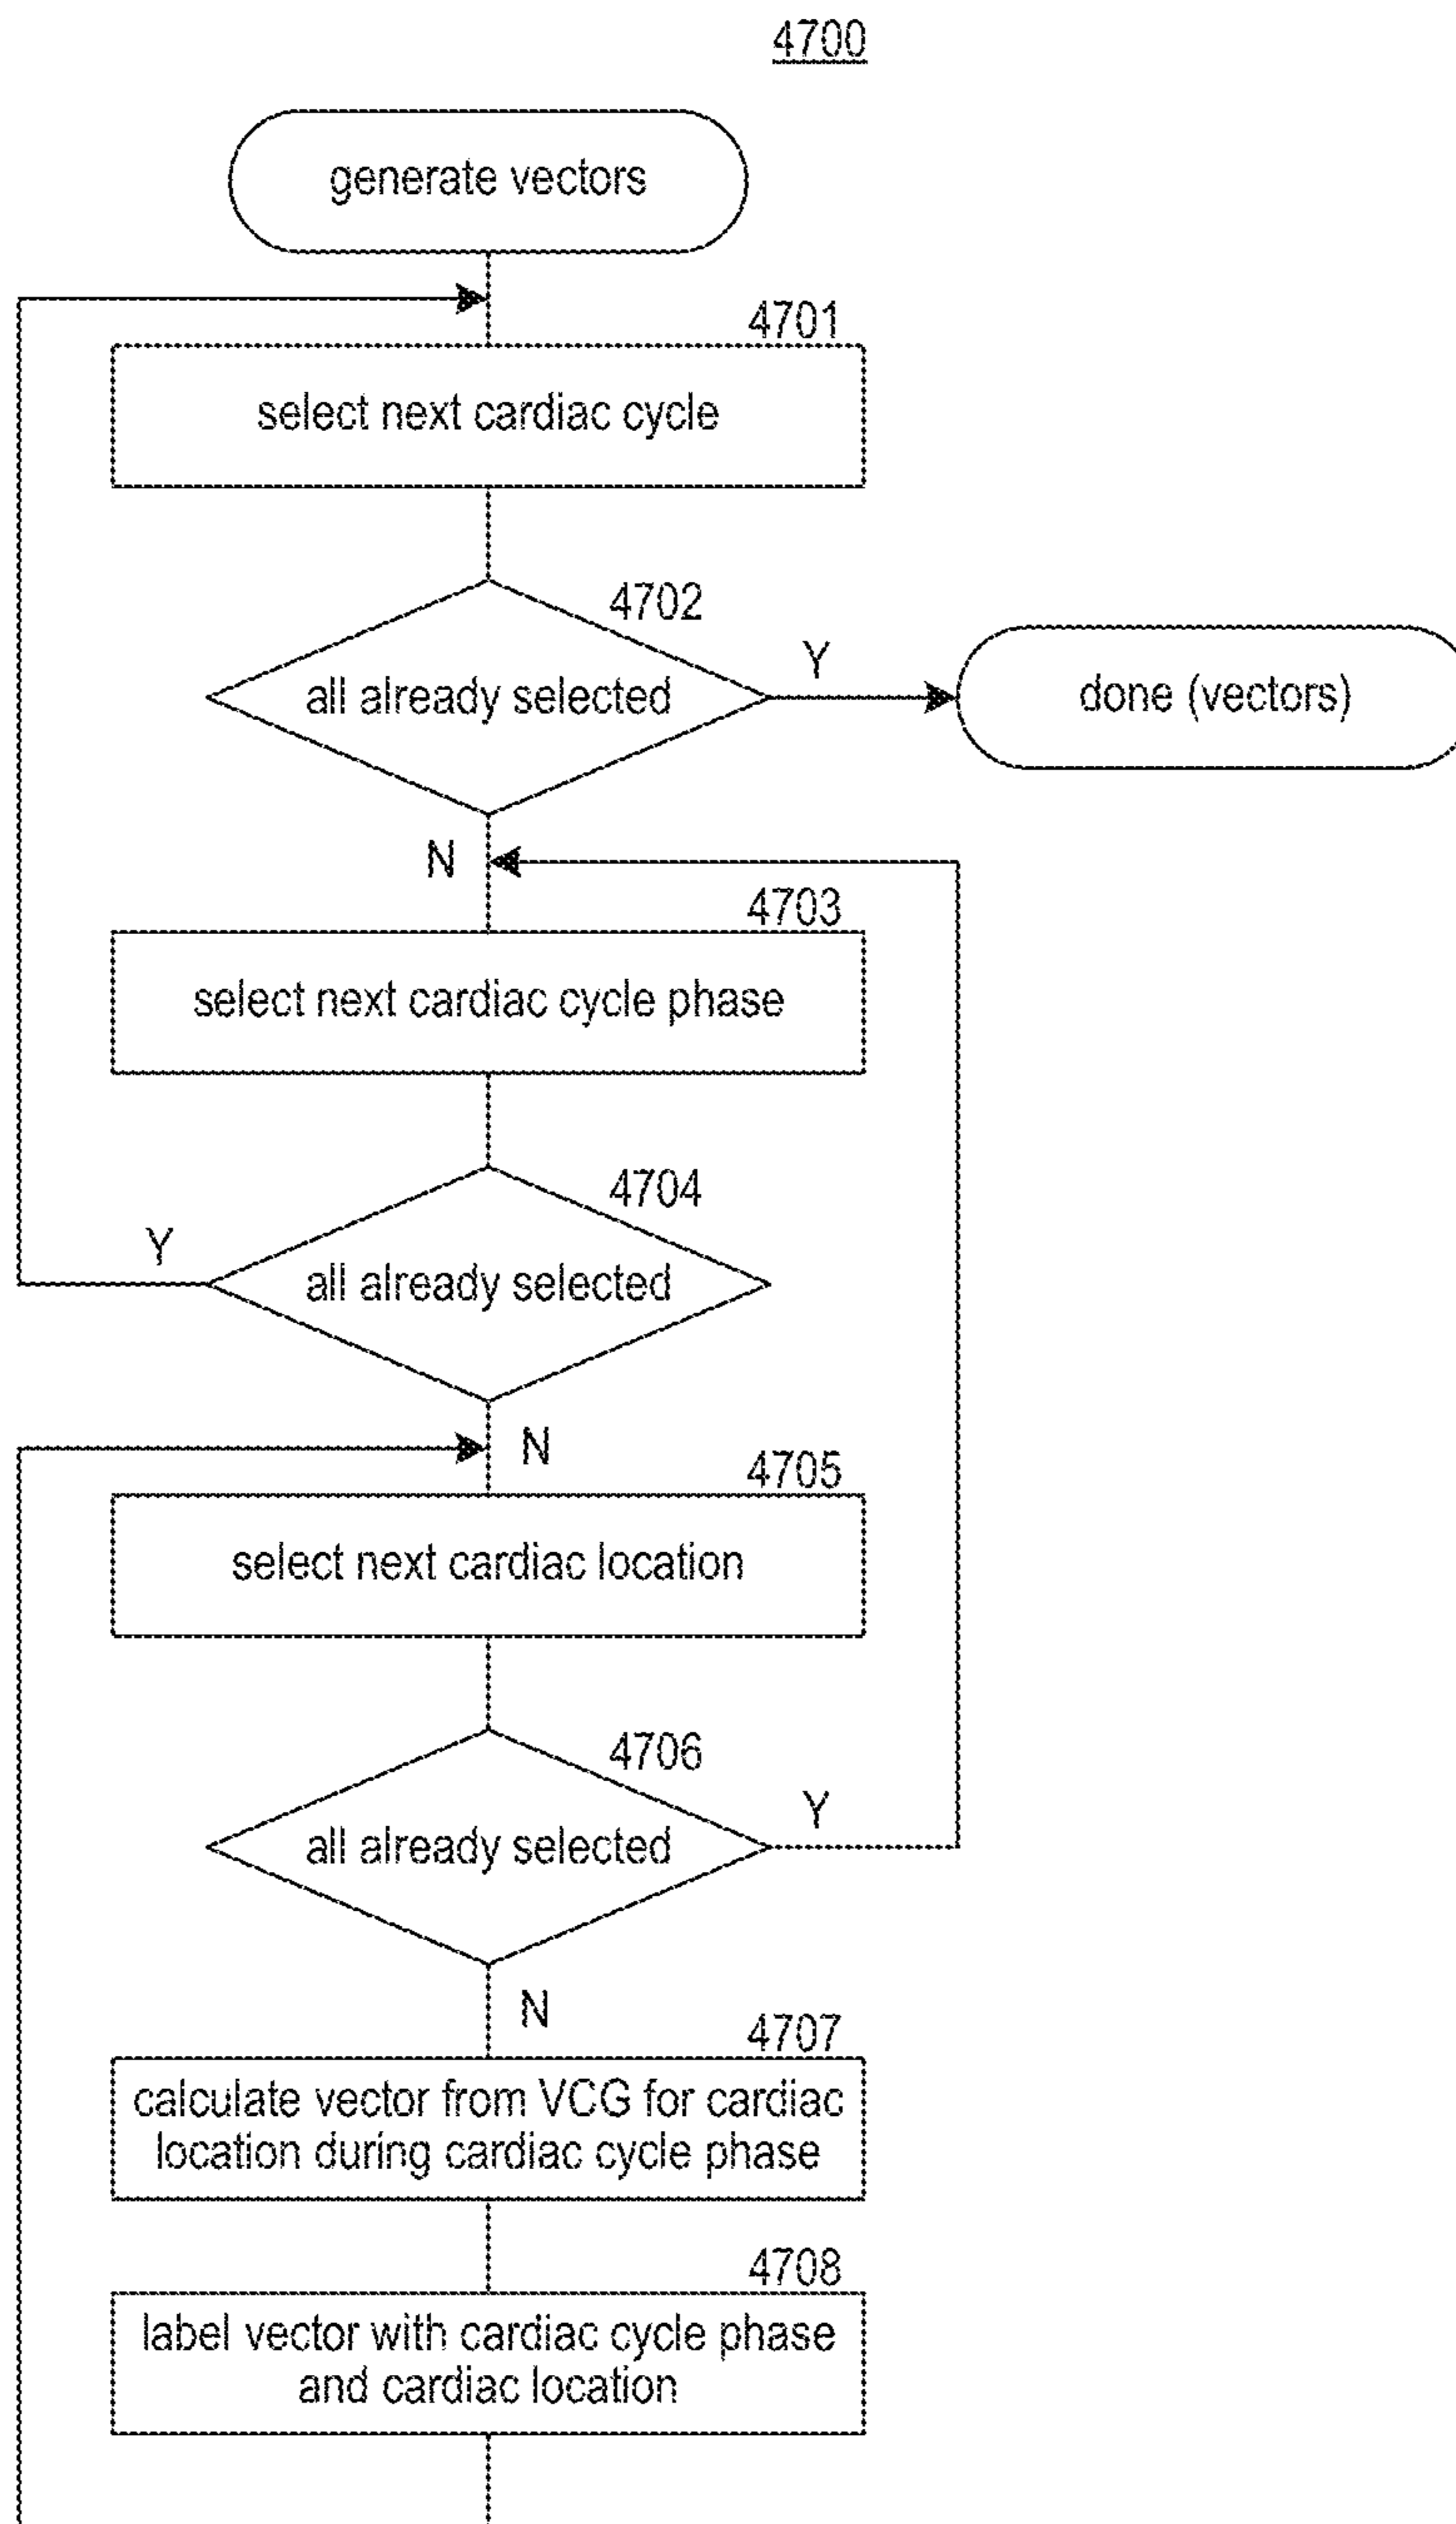 4700
generate vectors
4701
select next cardiac cycle
4702
all already selected
Y
done (vectors)
N
4703
select next cardiac cycle phase
4704
all already selected
Y
N
4705
select next cardiac location
4706
all already selected
Y
N
4707
calculate vector from VCG for cardiac
location during cardiac cycle phase
4708
label vector with cardiac cycle phase
and cardiac location